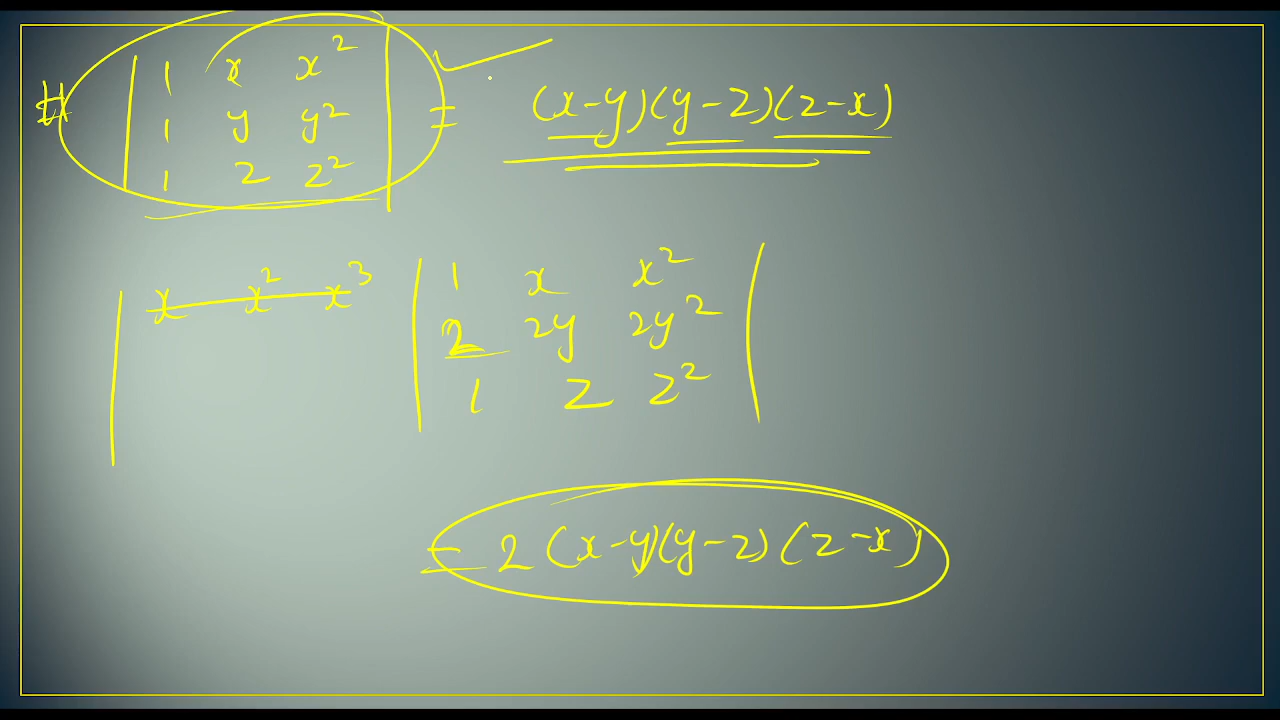 # | 1 x x² | = (x-y)(y-z)(z-x)
| 1 y y² |
| 1 z z² |
| x x² x³
| 1 x x² |
| 2 2y 2y² |
| 1 z z² |
= 2 (x-y)(y-z)(z-x)